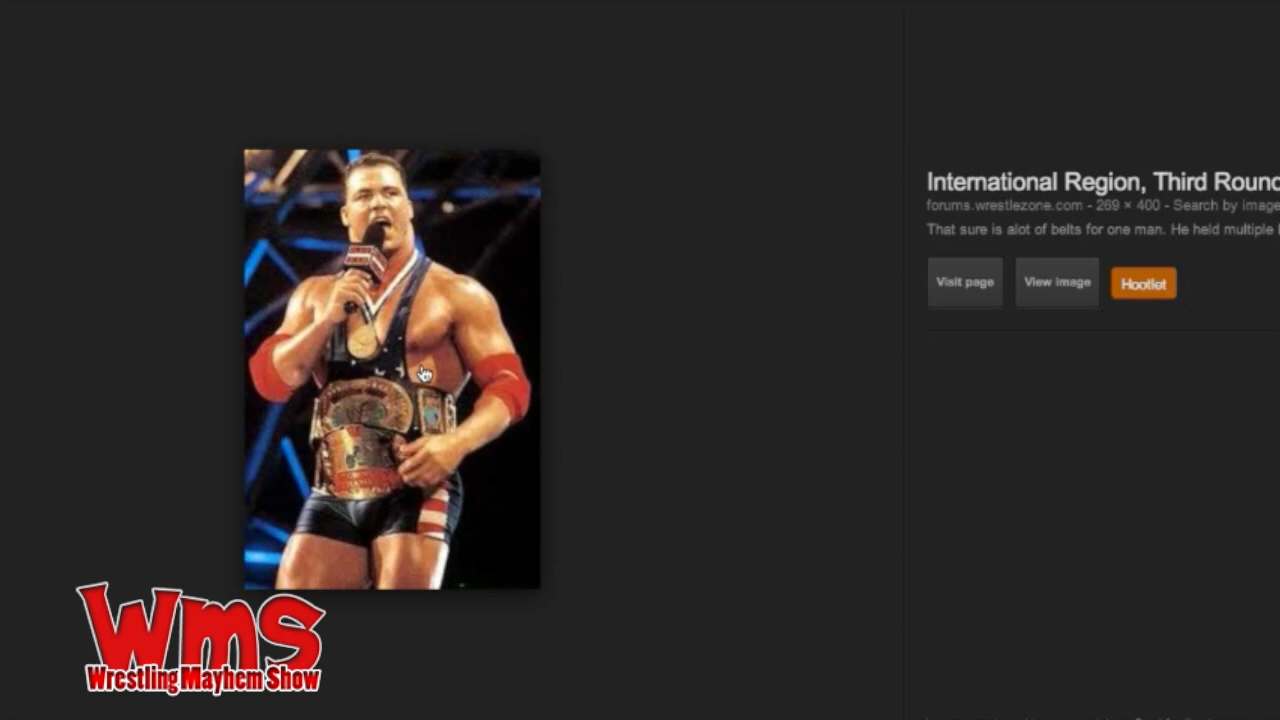 International Region, Third Round
forums.wrestlezone.com - 269 × 400 - Search by image
That sure is alot of belts for one man. He held multiple
Visit page
View image
Hootlet
Wms
Wrestling Mayhem Show